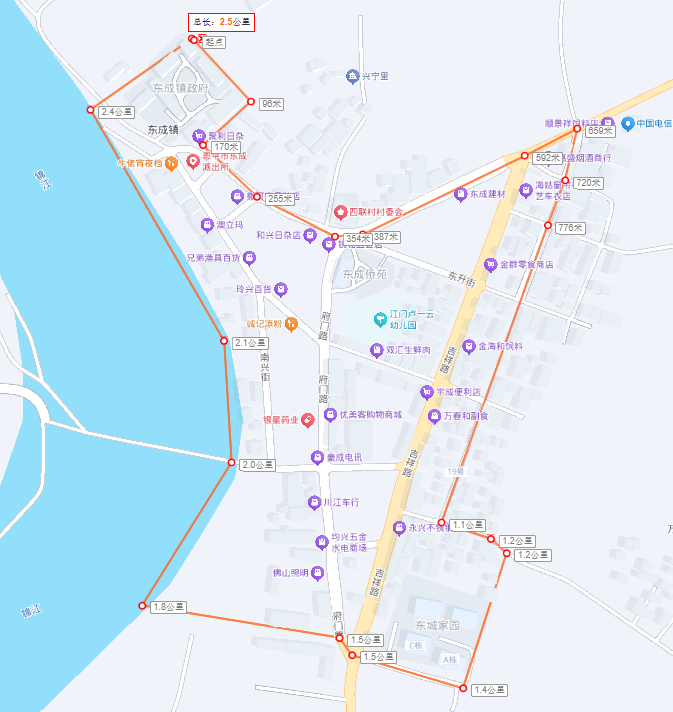 总长：2.5公里
起点
兴宁里
东成镇政府
96米
2.4公里
东成镇
聚利日杂
顺景祥饲料店
中国电信
659米
170米
牛佬宵夜档
恩平市东成
派出所
592米
盛烟酒商行
720米
255米
东成建材
海姑窗帘
艺车衣店
四联村村委会
澳立玛
776米
和兴日杂店
354米
387米
兄弟渔具百货
金群零食商店
东成侨苑
东升街
玲兴百货
锦江
江门卢一云
幼儿园
诚记凉粉
府门路
2.1公里
双汇生鲜肉
金海和饲料
吉祥路
南兴街
府门路
宇成便利店
优美客购物商城
万春和副食
银星药业
豪成电讯
吉祥路
2.0公里
19号
川江车行
1.1公里
永兴不锈
均兴五金
水电商场
1.2公里
1.2公里
佛山照明
吉祥路
锦江
1.8公里
府门路
东城家园
1.5公里
C栋
1.5公里
A栋
1.4公里